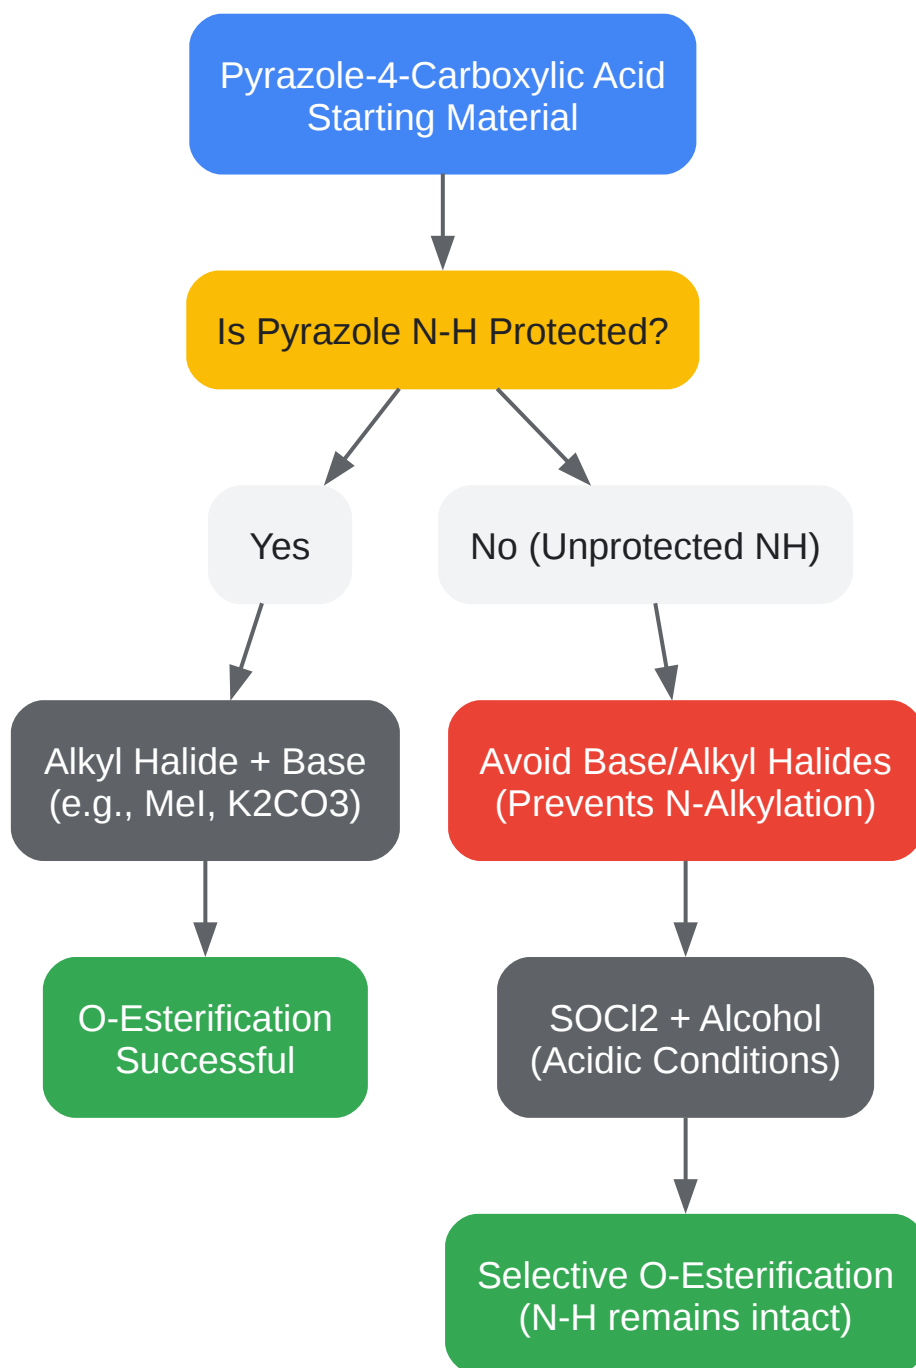 Pyrazole-4-Carboxylic Acid
Starting Material
Is Pyrazole N-H Protected?
Yes
No (Unprotected NH)
Alkyl Halide + Base
(e.g., MeI, K2CO3)
Avoid Base/Alkyl Halides
(Prevents N-Alkylation)
O-Esterification
Successful
SOCl2 + Alcohol
(Acidic Conditions)
Selective O-Esterification
(N-H remains intact)